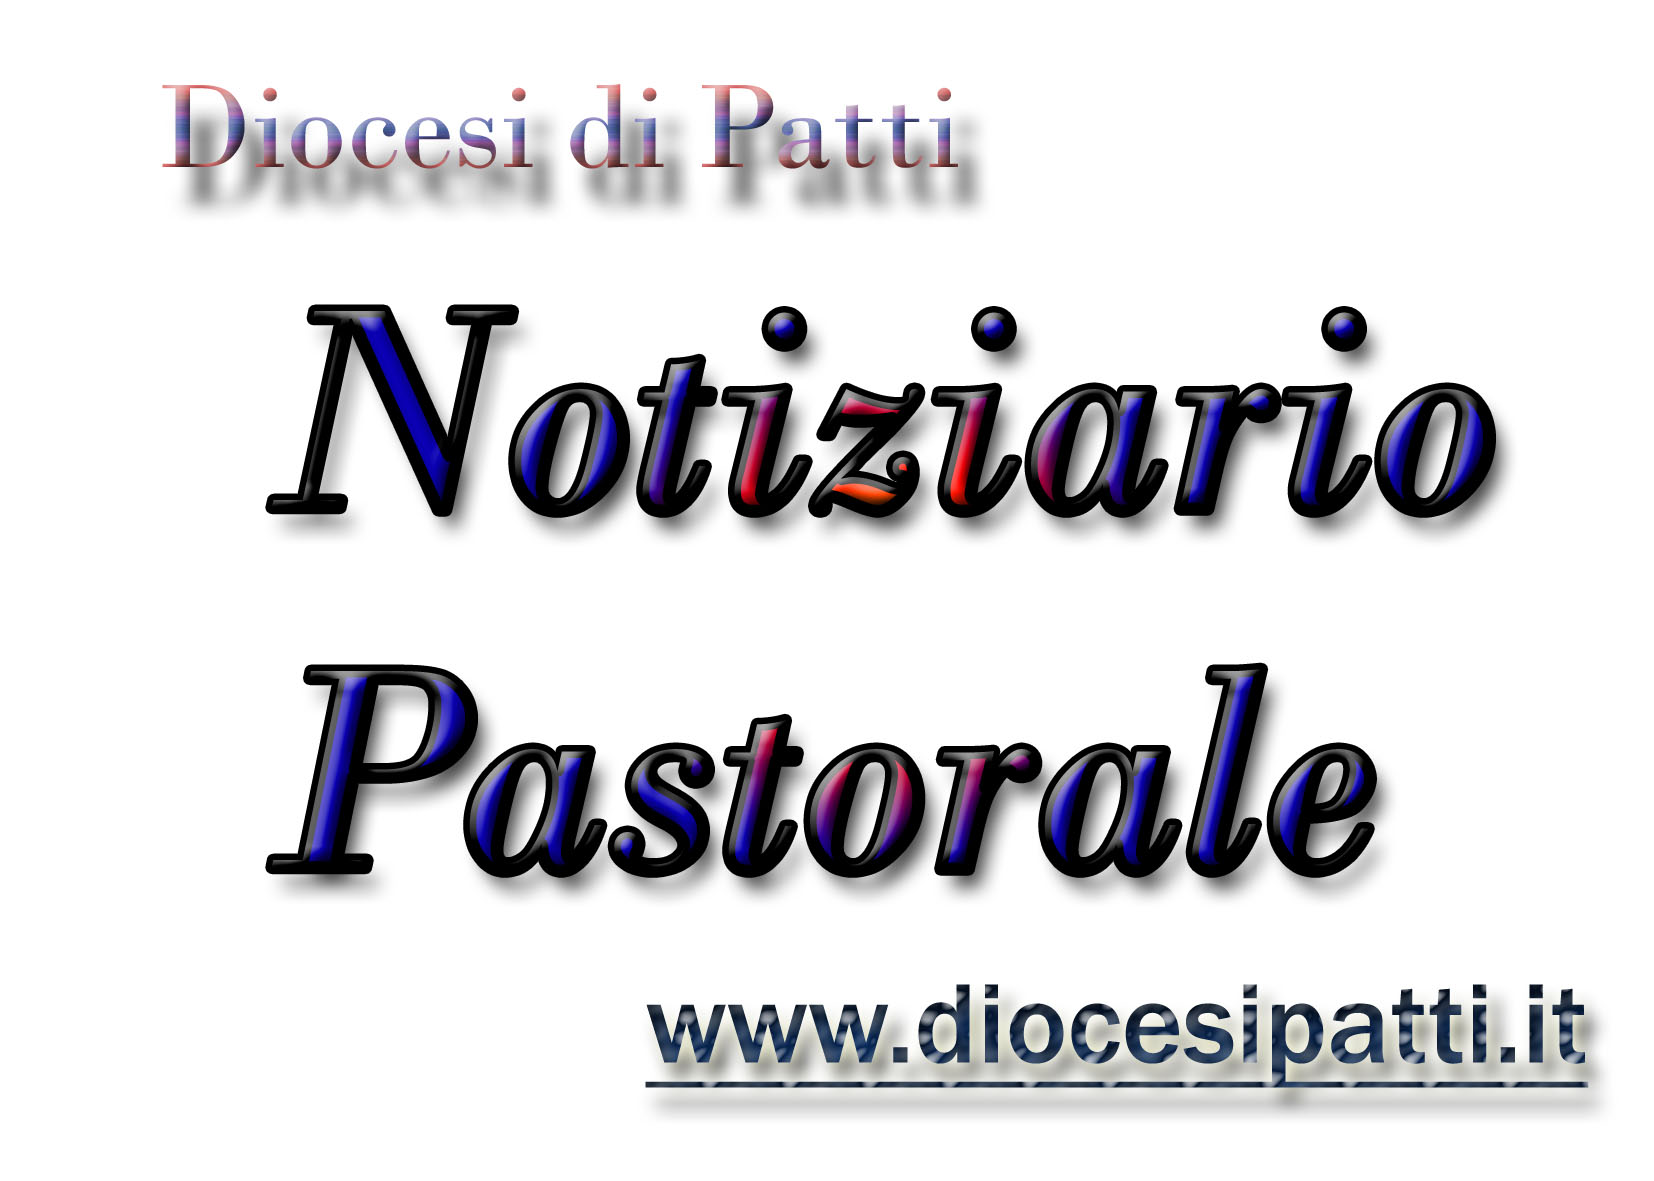 Diocesi di Patti
Notiziario
Pastorale
www.diocesipatti.it